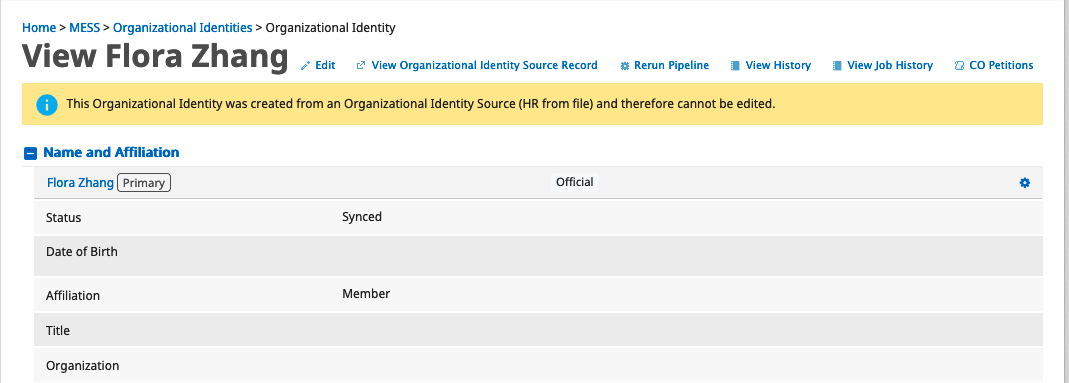 Home > MESS > Organizational Identities > Organizational Identity
View Flora Zhang Edit View Organizational Identity Source Record Rerun Pipeline View History View Job History CO Petitions
This Organizational Identity was created from an Organizational Identity Source (HR from file) and therefore cannot be edited.
Name and Affiliation
Flora Zhang Primary Official
Status Synced
Date of Birth
Affiliation Member
Title
Organization